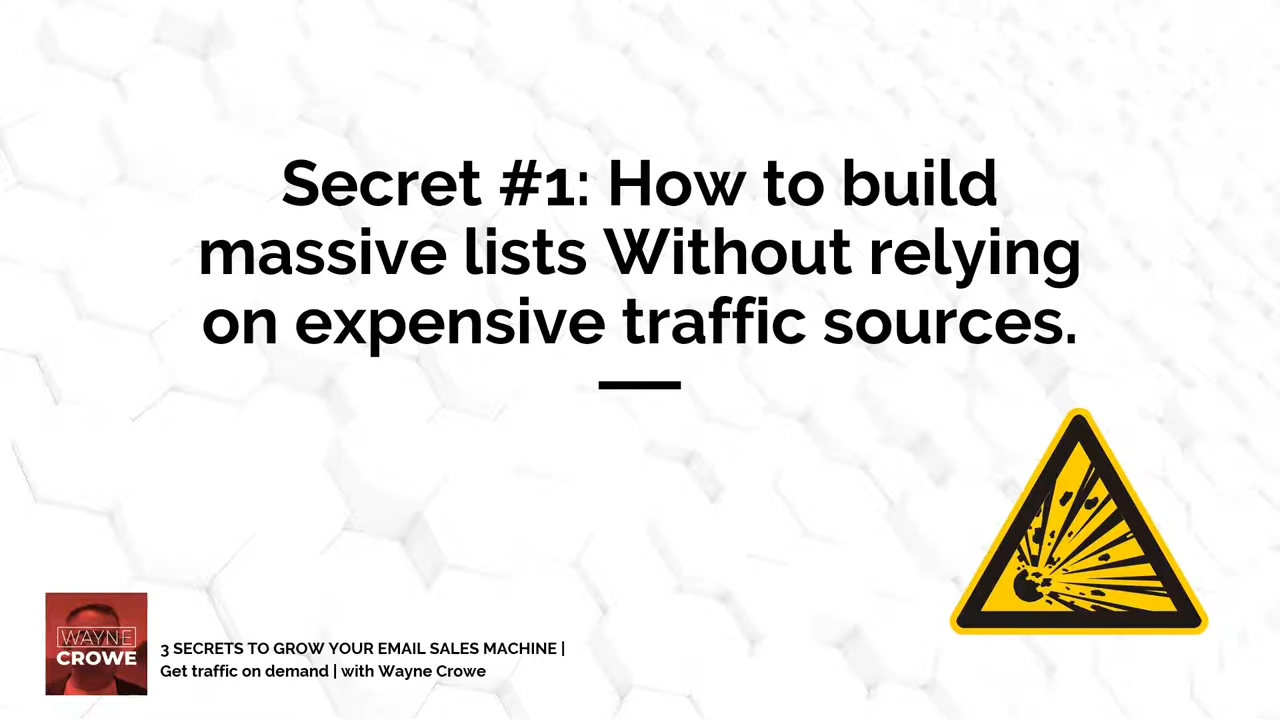 Secret #1: How to build
massive lists Without relying
on expensive traffic sources.
WAYNE
CROWE
3 SECRETS TO GROW YOUR EMAIL SALES MACHINE |
Get traffic on demand | with Wayne Crowe